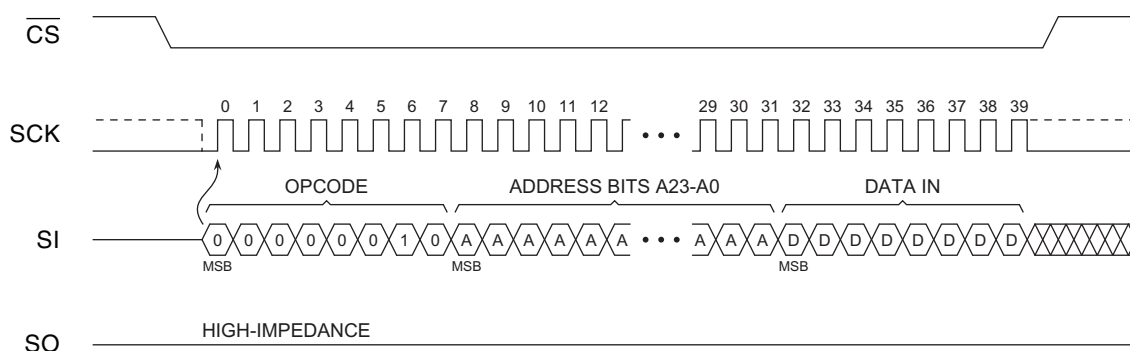 CS
0 1 2 3 4 5 6 7 8 9 10 11 12 29 30 31 32 33 34 35 36 37 38 39
SCK
OPCODE ADDRESS BITS A23-A0 DATA IN
SI 0 0 0 0 0 0 1 0 A A A A A A A A A D D D D D D D D
MSB MSB MSB
HIGH-IMPEDANCE
SO